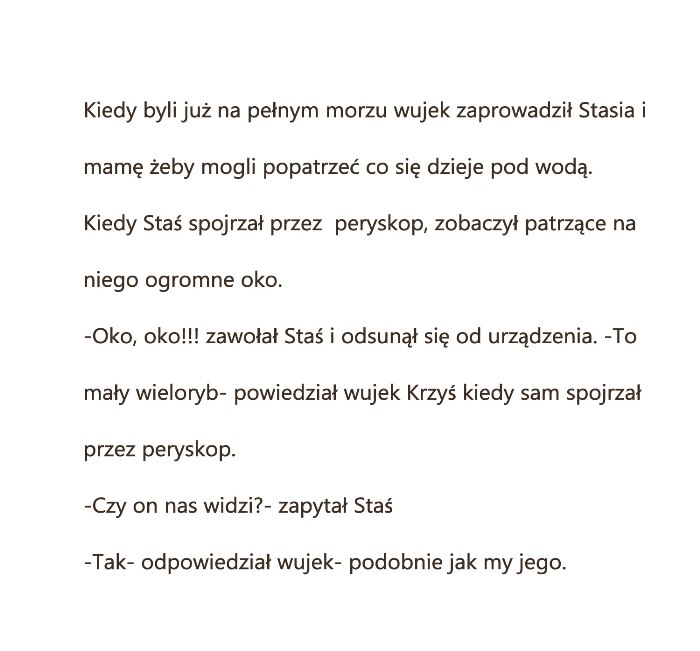 Kiedy byli już na pełnym morzu wujek zaprowadził Stasia i
mamę żeby mogli popatrzeć co się dzieje pod wodą.
Kiedy Staś spojrzał przez  peryskop, zobaczył patrzące na
niego ogromne oko.
-Oko, oko!!! zawołał Staś i odsunął się od urządzenia. -To
mały wieloryb- powiedział wujek Krzyś kiedy sam spojrzał
przez peryskop.
-Czy on nas widzi?- zapytał Staś
-Tak- odpowiedział wujek- podobnie jak my jego.